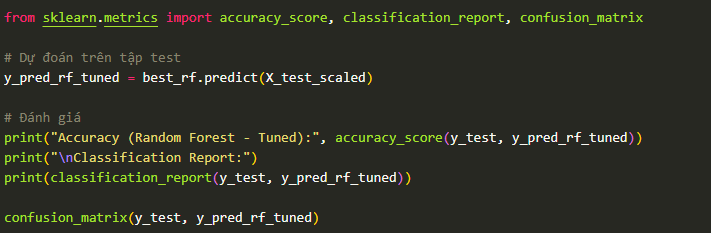 from sklearn.metrics import accuracy_score, classification_report, confusion_matrix
# Dự đoán trên tập test
y_pred_rf_tuned = best_rf.predict(X_test_scaled)
# Đánh giá
print("Accuracy (Random Forest - Tuned):", accuracy_score(y_test, y_pred_rf_tuned))
print("\nClassification Report:")
print(classification_report(y_test, y_pred_rf_tuned))
confusion_matrix(y_test, y_pred_rf_tuned)